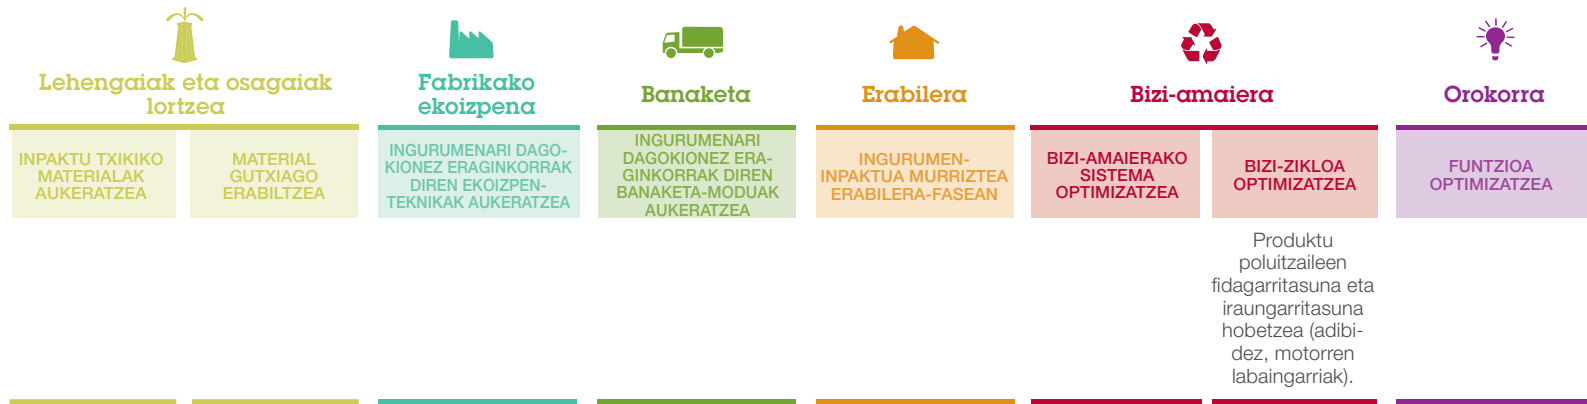 Lehengaiak eta osagaiak
lortzea
Fabrikako
ekoizpena
Banaketa
Erabilera
Bizi-amaiera
Orokorra
INPAKTU TXIKIKO
MATERIALAK
AUKERATZEA
MATERIAL
GUTXIAGO
ERABILTZEA
INGURUMENARI DAGO-
KIONEZ ERAGINKORRAK
DIREN EKOIZPEN-
TEKNIKAK AUKERATZEA
INGURUMENARI
DAGOKIONEZ ERA-
GINKORRAK DIREN
BANAKETA-MODUAK
AUKERATZEA
INGURUMEN-
INPAKTUA MURRIZTEA
ERABILERA-FASEAN
BIZI-AMAIERAKO
SISTEMA
OPTIMIZATZEA
BIZI-ZIKLOA
OPTIMIZATZEA
FUNTZIOA
OPTIMIZATZEA
Produktu
poluitzaileen
fidagarritasuna eta
iraungarritasuna
hobetzea (adibi-
dez, motorren
labaingarriak).